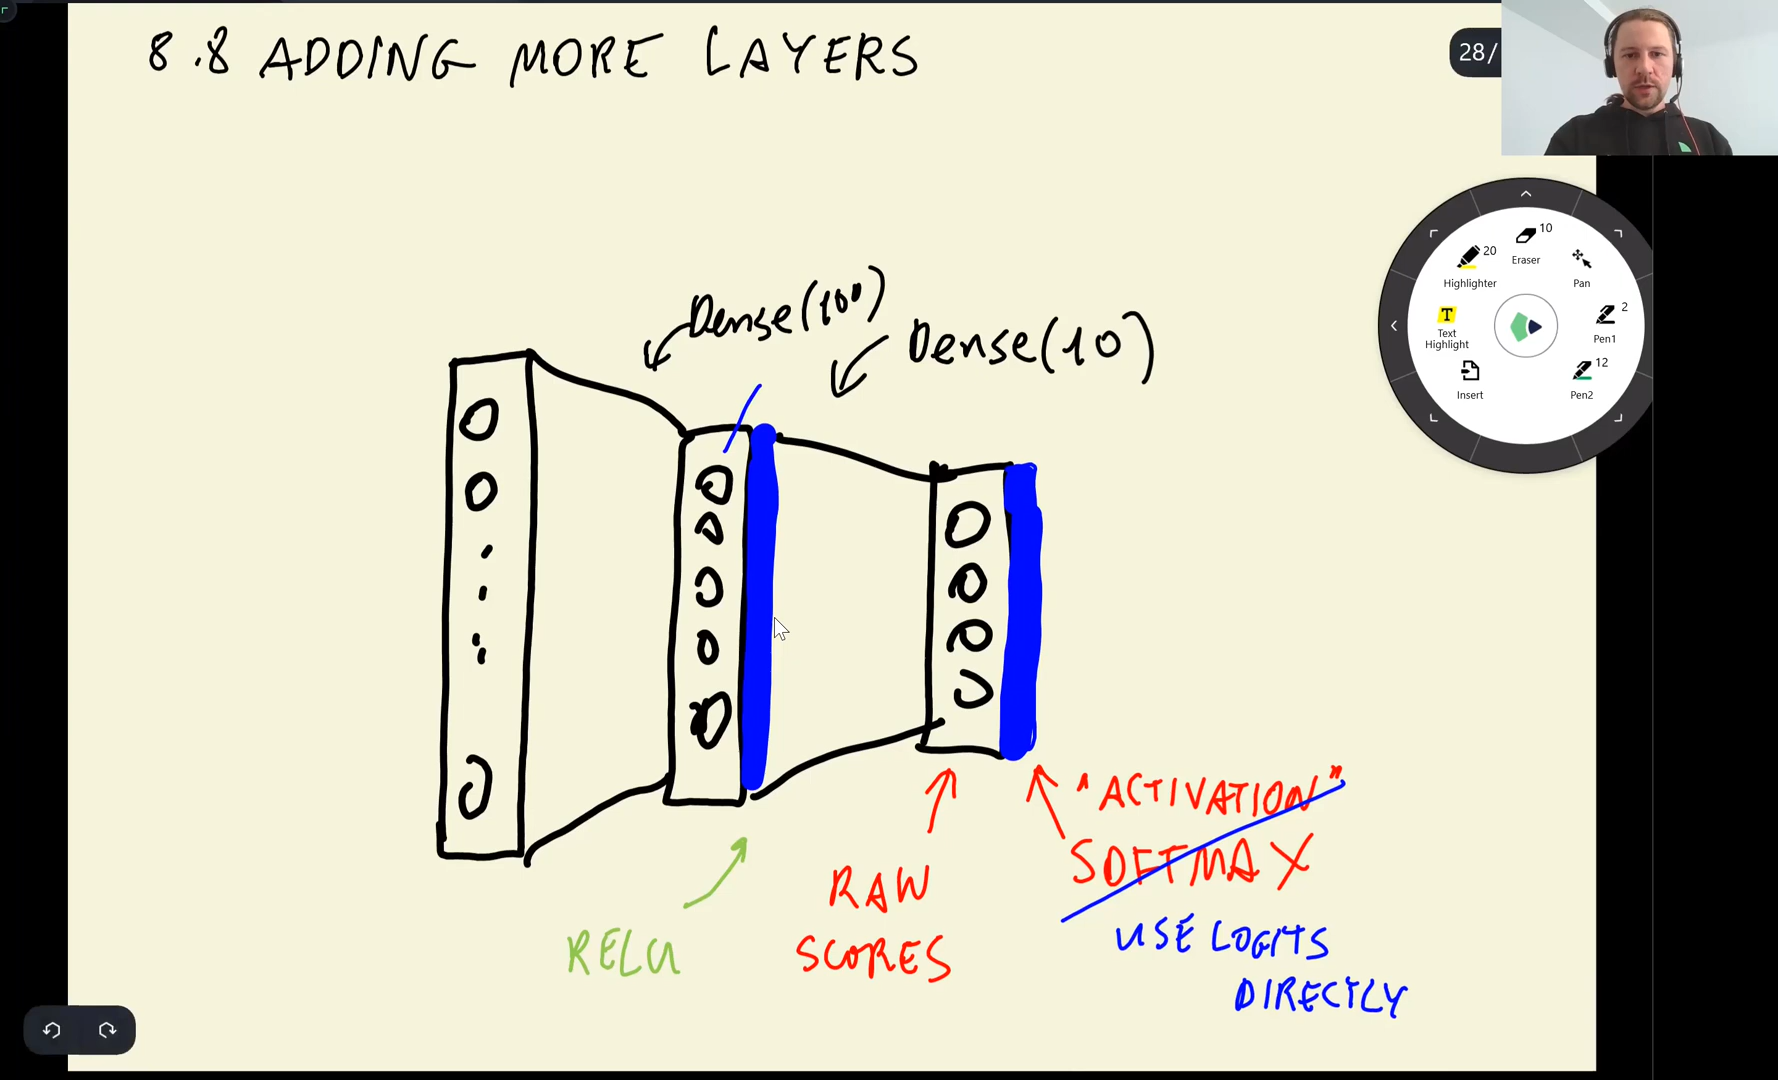 8.8 ADDING MORE LAYERS
28/
10
Eraser
20
Highlighter
Pan
T
Text
Highlight
2
Pen1
Insert
12
Pen2
Dense(100)
Dense(10)
"ACTIVATION"
SOFTMAX
RAW
SCORES
RELU
USE LOGITS
DIRECTLY